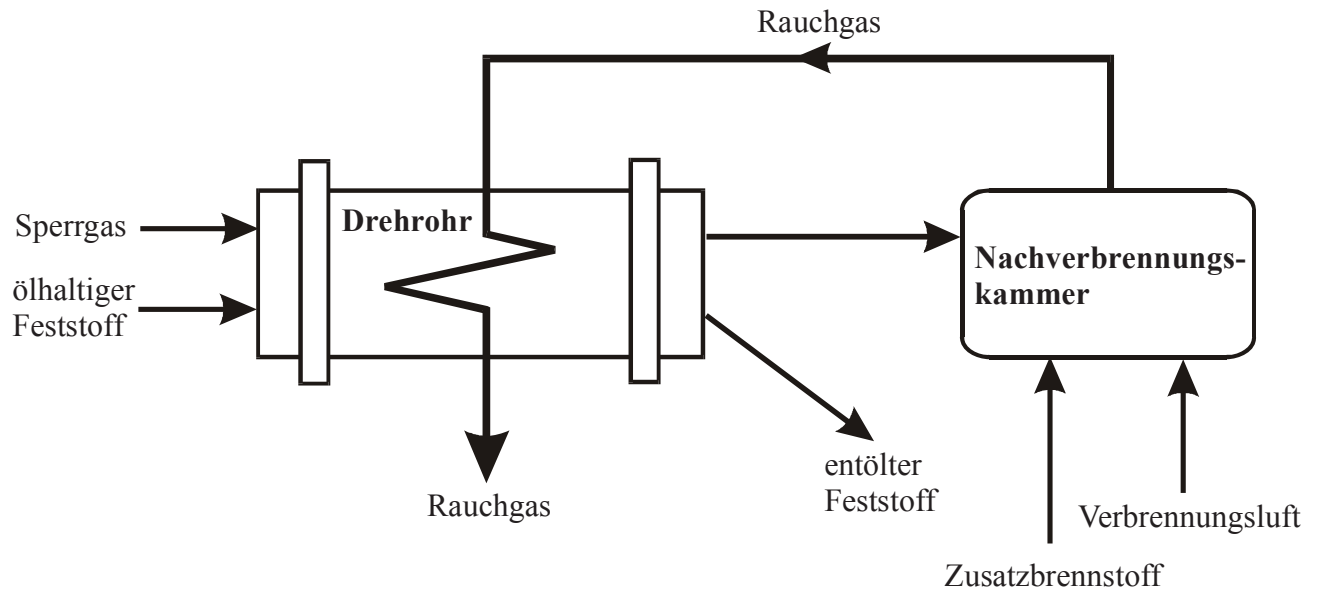 Rauchgas
Sperrgas
Drehrohr
ölhaltiger
Feststoff
Nachverbrennungs-
kammer
entölter
Feststoff
Rauchgas
Verbrennungsluft
Zusatzbrennstoff